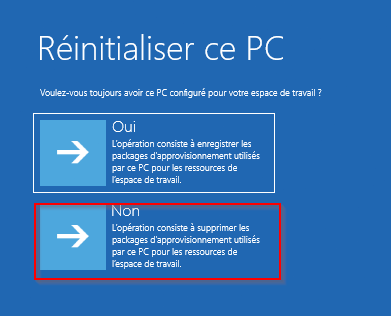 Réinitialiser ce PC
Voulez-vous toujours avoir ce PC configuré pour votre espace de travail ?
Oui
L'opération consiste à enregistrer les
packages d'approvisionnement utilisés
par ce PC pour les ressources de
l'espace de travail.
Non
L'opération consiste à supprimer les
packages d'approvisionnement utilisés
par ce PC pour les ressources de
l'espace de travail.